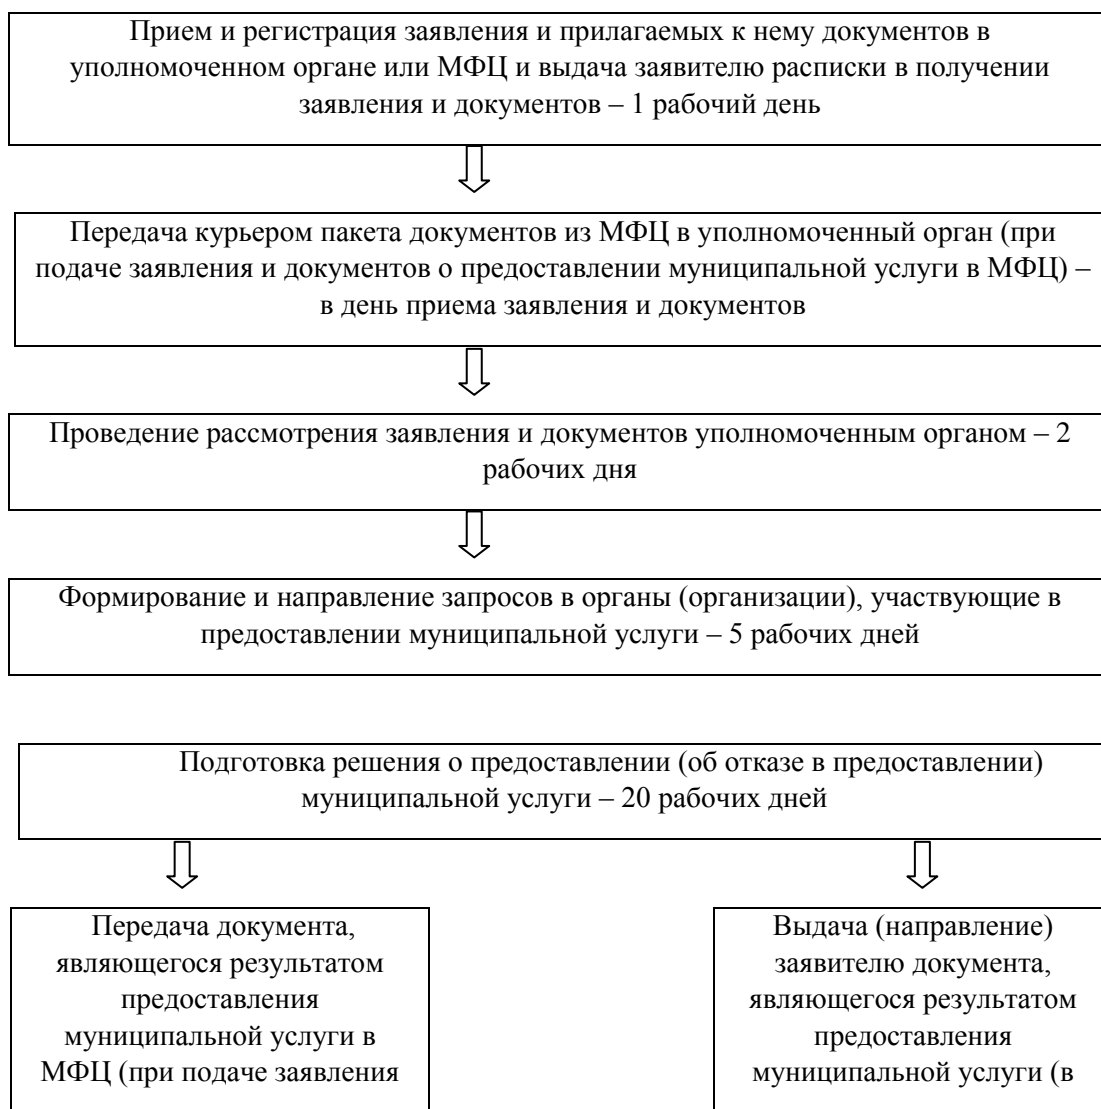 Прием и регистрация заявления и прилагаемых к нему документов в
уполномоченном органе или МФЦ и выдача заявителю расписки в получении
заявления и документов – 1 рабочий день
Передача курьером пакета документов из МФЦ в уполномоченный орган (при
подаче заявления и документов о предоставлении муниципальной услуги в МФЦ) –
в день приема заявления и документов
Проведение рассмотрения заявления и документов уполномоченным органом – 2
рабочих дня
Формирование и направление запросов в органы (организации), участвующие в
предоставлении муниципальной услуги – 5 рабочих дней
Подготовка решения о предоставлении (об отказе в предоставлении)
муниципальной услуги – 20 рабочих дней
Передача документа,
являющегося результатом
предоставления
муниципальной услуги в
МФЦ (при подаче заявления
Выдача (направление)
заявителю документа,
являющегося результатом
предоставления
муниципальной услуги (в